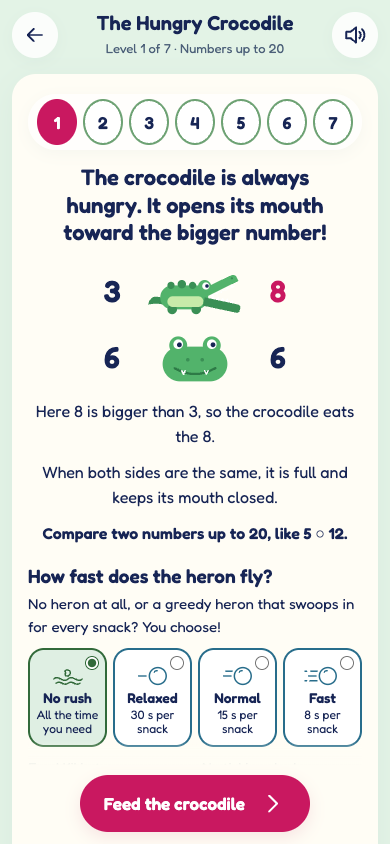 The Hungry Crocodile
Level 1 of 7 · Numbers up to 20
1 2 3 4 5 6 7
The crocodile is always
hungry. It opens its mouth
toward the bigger number!
3 8
6 6
Here 8 is bigger than 3, so the crocodile eats
the 8.
When both sides are the same, it is full and
keeps its mouth closed.
Compare two numbers up to 20, like 5 ○ 12.
How fast does the heron fly?
No heron at all, or a greedy heron that swoops in
for every snack? You choose!
No rush
All the time
you need
Relaxed
30 s per
snack
Normal
15 s per
snack
Fast
8 s per
snack
Feed the crocodile